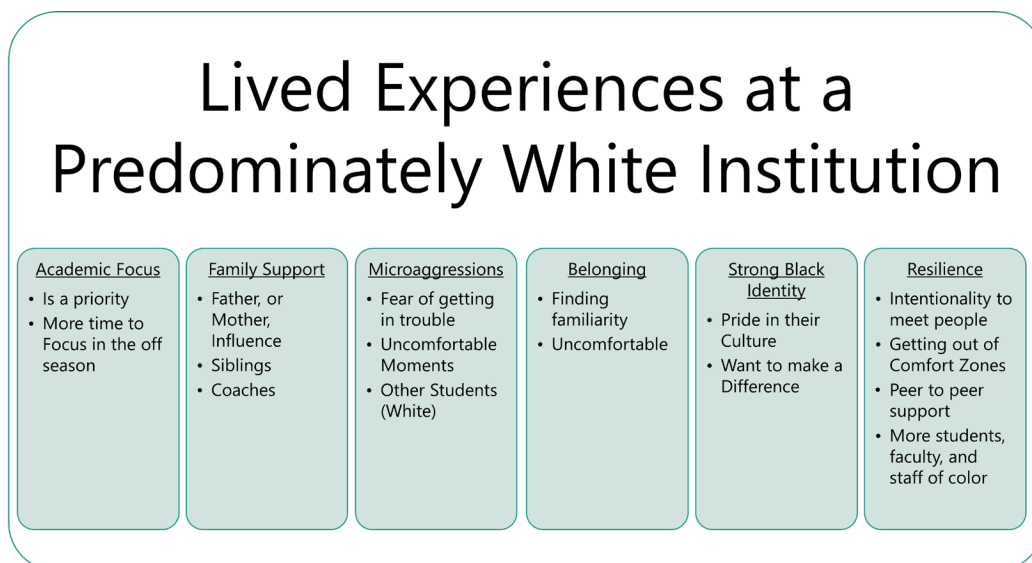 Lived Experiences at a
Predominately White Institution
Academic Focus
• Is a priority
• More time to
Focus in the off
season
Family Support
• Father, or
Mother,
Influence
• Siblings
• Coaches
Microaggressions
• Fear of getting
in trouble
• Uncomfortable
Moments
• Other Students
(White)
Belonging
• Finding
familiarity
• Uncomfortable
Strong Black
Identity
• Pride in their
Culture
• Want to make a
Difference
Resilience
• Intentionality to
meet people
• Getting out of
Comfort Zones
• Peer to peer
support
• More students,
faculty, and
staff of color